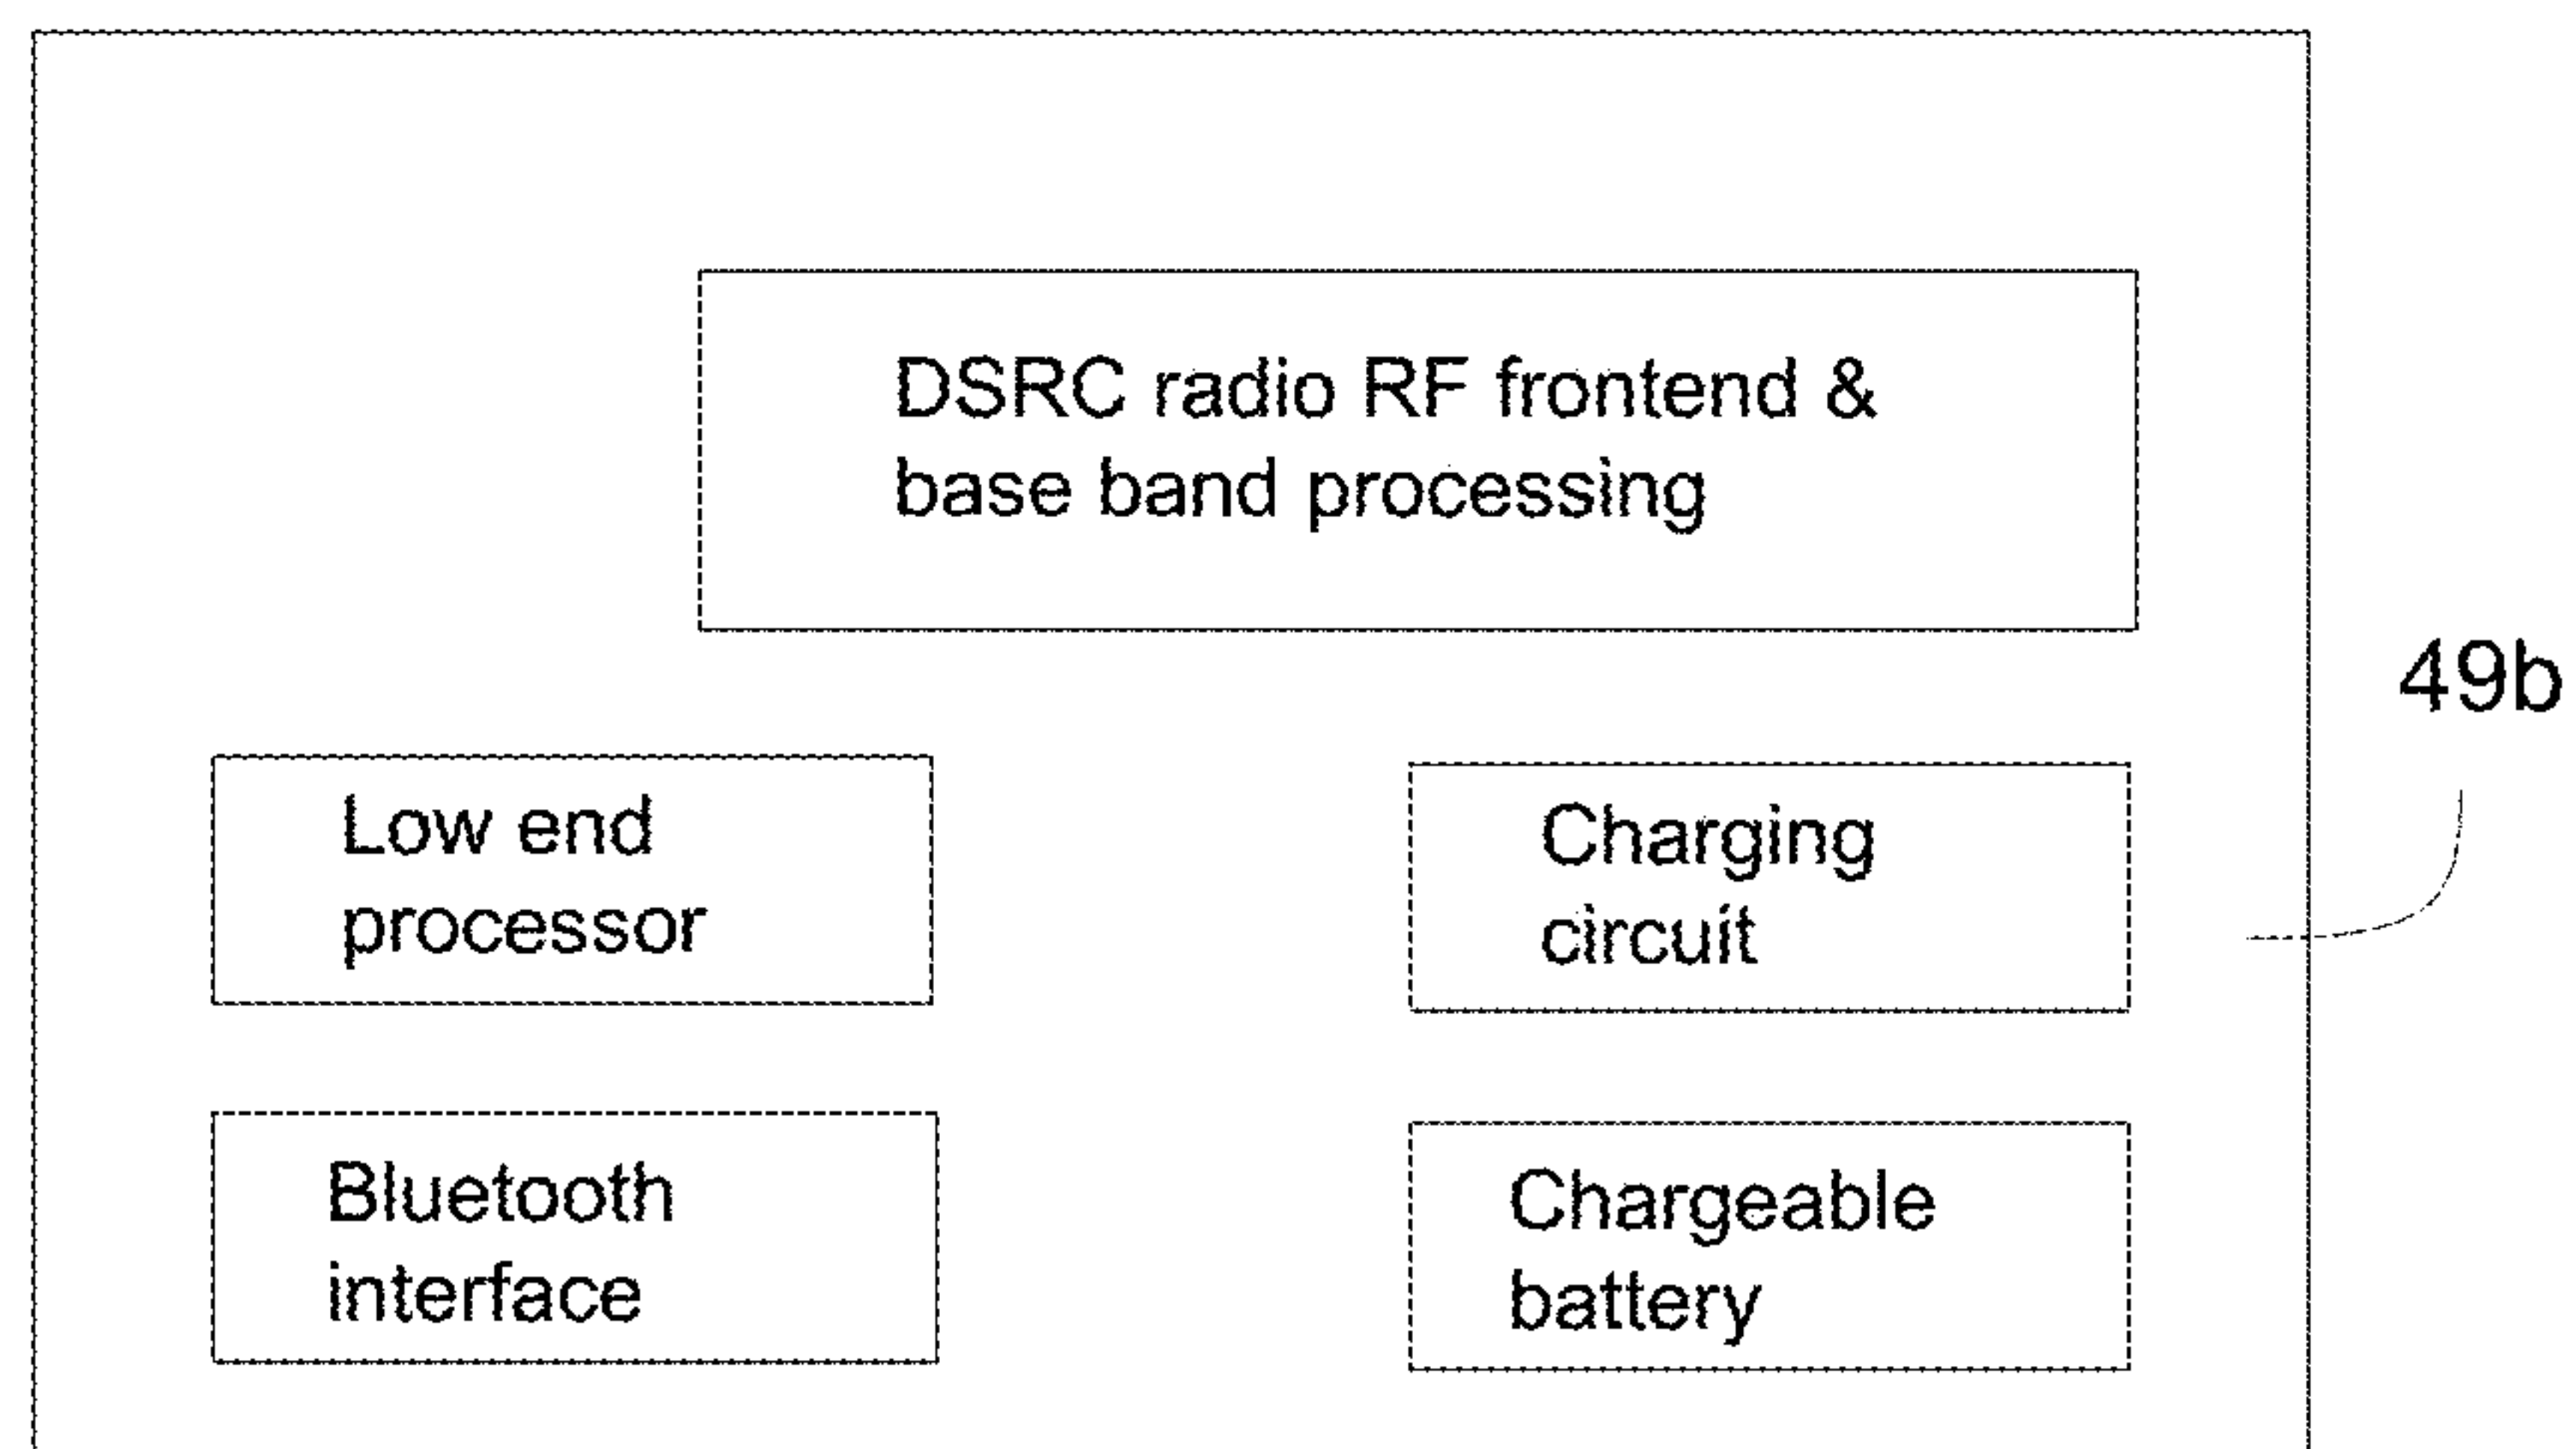 DSRC radio RF frontend &
base band processing
49b
Low end
processor
Charging
circuit
Bluetooth
interface
Chargeable
battery